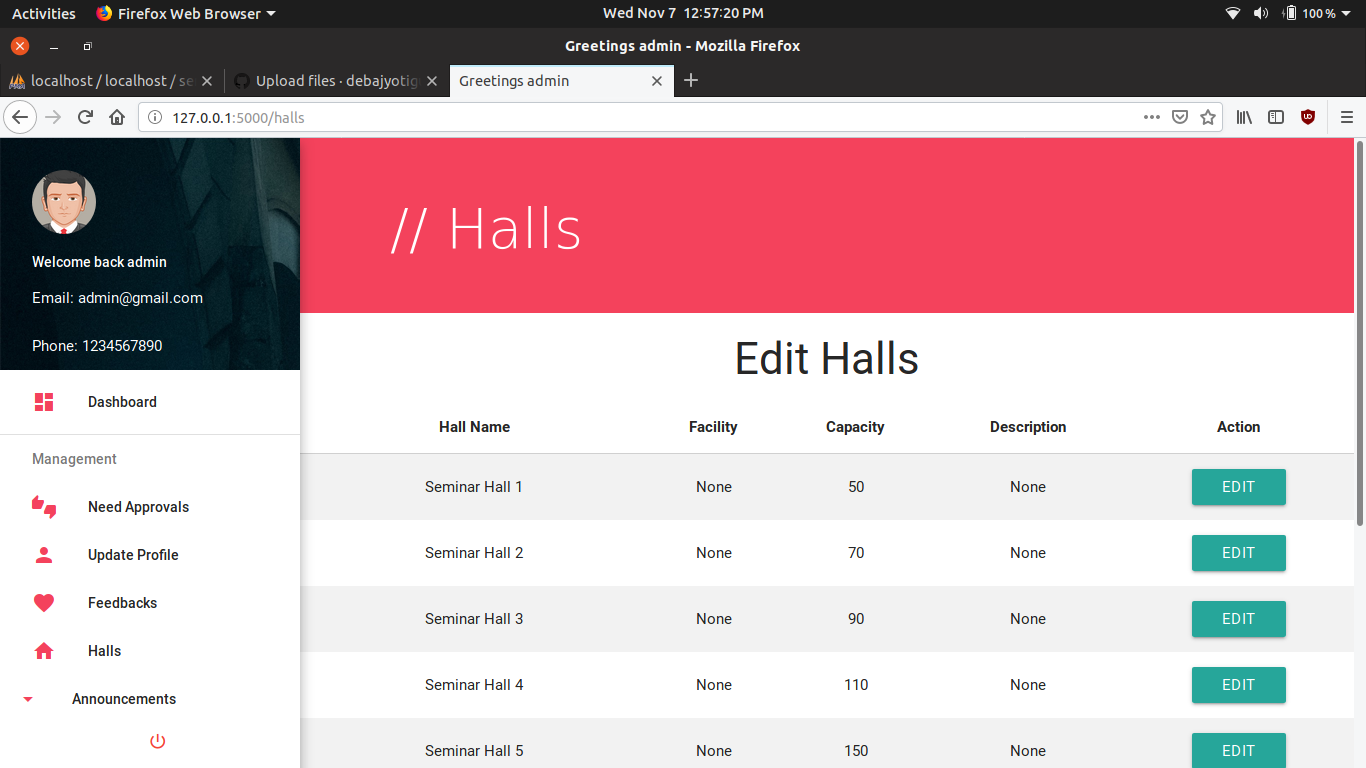 Activities Firefox Web Browser Wed Nov 7 12:57:20 PM 100 %
Greetings admin - Mozilla Firefox
localhost / localhost / se Upload files · debajyotig Greetings admin
127.0.0.1:5000/halls
Welcome back admin
Email: admin@gmail.com
Phone: 1234567890
Dashboard
Management
Need Approvals
Update Profile
Feedbacks
Halls
Announcements
// Halls
Edit Halls
Hall Name Facility Capacity Description Action
Seminar Hall 1 None 50 None EDIT
Seminar Hall 2 None 70 None EDIT
Seminar Hall 3 None 90 None EDIT
Seminar Hall 4 None 110 None EDIT
Seminar Hall 5 None 150 None EDIT